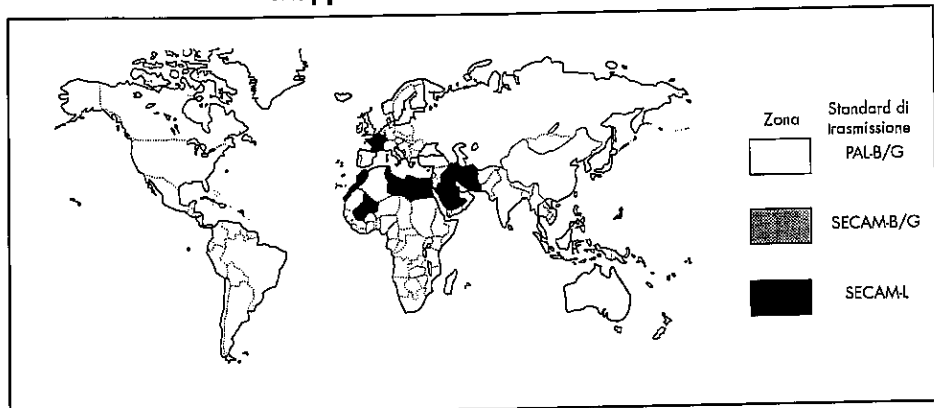 Zona
Standard di
trasmissione
PAL-B/G
SECAM-B/G
SECAM-L